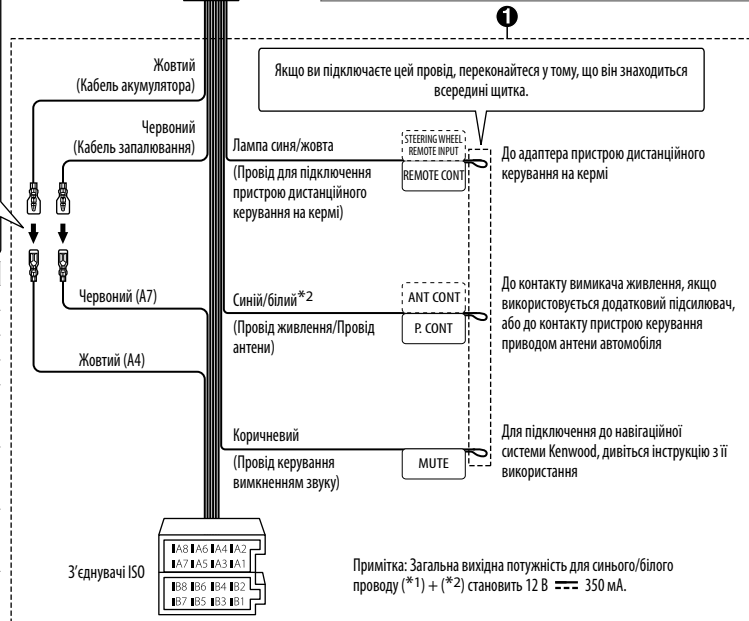 1
Якщо ви підключаєте цей провід, переконайтеся у тому, що він знаходиться
всередині щитка.
Жовтий
(Кабель акумулятора)
Червоний
(Кабель запалювання)
Лампа синя/жовта
(Провід для підключення
пристрою дистанційного
керування на кермі)
STEERING WHEEL
REMOTE INPUT
REMOTE CONT
До адаптера пристрою дистанційного
керування на кермі
Червоний (A7)
Жовтий (A4)
Синій/білий*2
(Провід живлення/Провід
антени)
ANT CONT
P. CONT
До контакту вимикача живлення, якщо
використовується додатковий підсилювач,
або до контакту пристрою керування
приводом антени автомобіля
Коричневий
(Провід керування
вимкненням звуку)
MUTE
Для підключення до навігаційної
системи Kenwood, дивіться інструкцію з її
використання
З’єднувачі ISO
A8 A6 A4 A2
A7 A5 A3 A1
B8 B6 B4 B2
B7 B5 B3 B1
Примітка: Загальна вихідна потужність для синього/білого
проводу (*1) + (*2) становить 12 В ⎓ 350 мА.